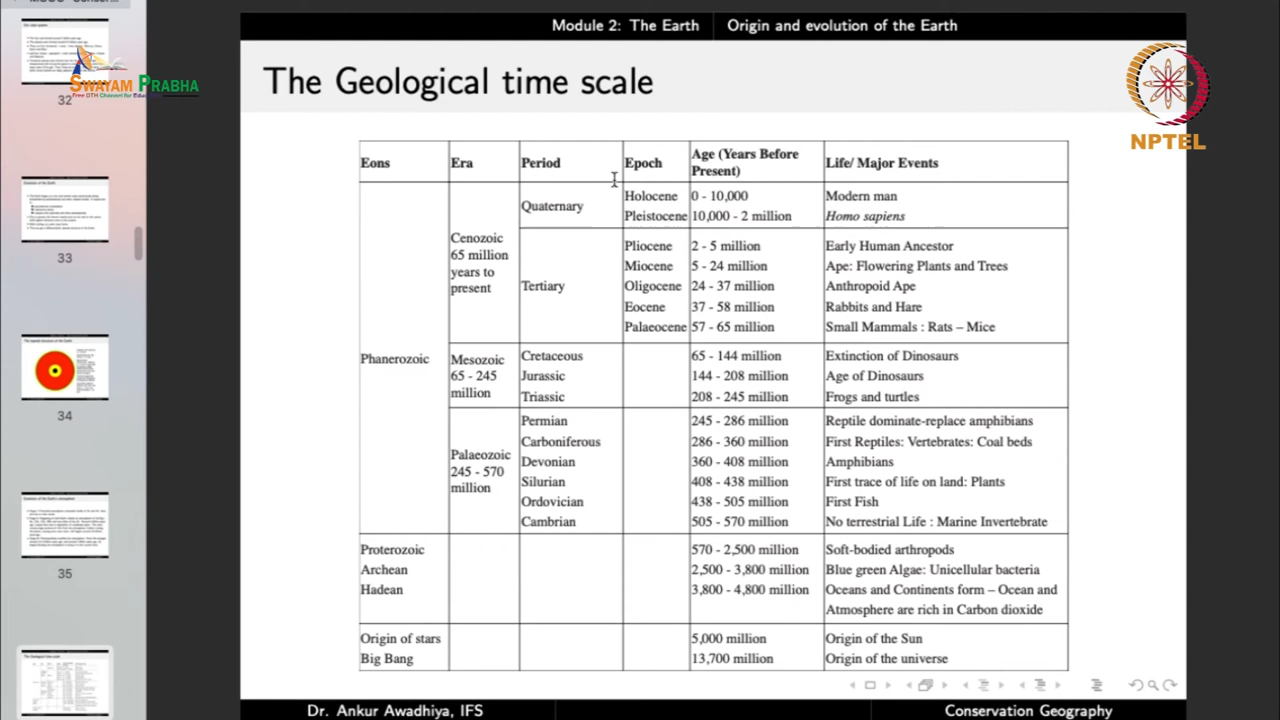 Module 2: The Earth Origin and evolution of the Earth
The Geological time scale
SWAYAM PRABHA
Free DTH Channel for
NPTEL
32
33
34
35
Eons Era Period Epoch Age (Years Before Present) Life/ Major Events
Phanerozoic
Cenozoic
65 million
years to
present
Quaternary
Holocene 0 - 10,000 Modern man
Pleistocene 10,000 - 2 million Homo sapiens
Tertiary
Pliocene 2 - 5 million Early Human Ancestor
Miocene 5 - 24 million Ape: Flowering Plants and Trees
Oligocene 24 - 37 million Anthropoid Ape
Eocene 37 - 58 million Rabbits and Hare
Palaeocene 57 - 65 million Small Mammals : Rats – Mice
Mesozoic
65 - 245
million
Cretaceous 65 - 144 million Extinction of Dinosaurs
Jurassic 144 - 208 million Age of Dinosaurs
Triassic 208 - 245 million Frogs and turtles
Palaeozoic
245 - 570
million
Permian 245 - 286 million Reptile dominate-replace amphibians
Carboniferous 286 - 360 million First Reptiles: Vertebrates: Coal beds
Devonian 360 - 408 million Amphibians
Silurian 408 - 438 million First trace of life on land: Plants
Ordovician 438 - 505 million First Fish
Cambrian 505 - 570 million No terrestrial Life : Marine Invertebrate
Proterozoic 570 - 2,500 million Soft-bodied arthropods
Archean 2,500 - 3,800 million Blue green Algae: Unicellular bacteria
Hadean 3,800 - 4,800 million Oceans and Continents form – Ocean and
Atmosphere are rich in Carbon dioxide
Origin of stars 5,000 million Origin of the Sun
Big Bang 13,700 million Origin of the universe
Dr. Ankur Awadhiya, IFS Conservation Geography